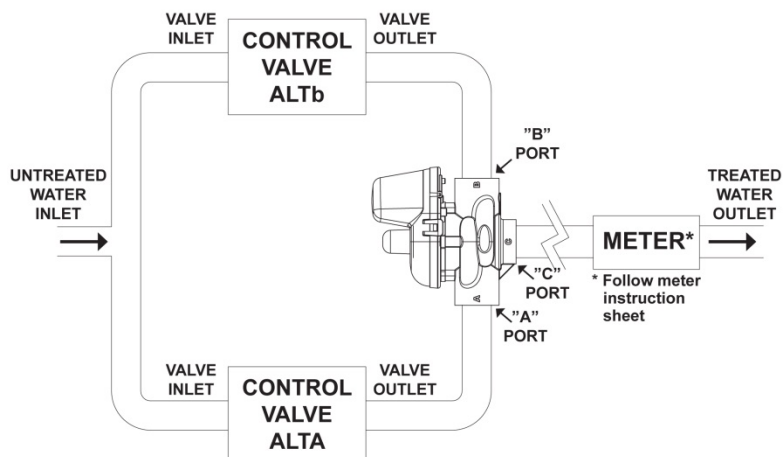 VALVE
INLET
CONTROL
VALVE
ALTb
VALVE
OUTLET
"B"
PORT
UNTREATED
WATER
INLET
B
C
A
"C"
PORT
"A"
PORT
METER*
* Follow meter
instruction
sheet
TREATED
WATER
OUTLET
VALVE
INLET
CONTROL
VALVE
ALTA
VALVE
OUTLET